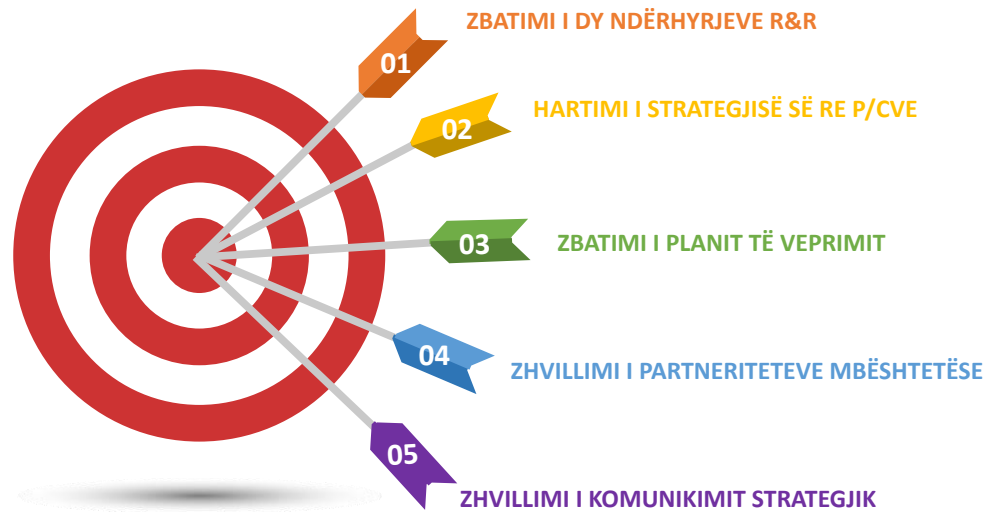 01 ZBATIMI I DY NDËRHYRJEVE R&R
02 HARTIMI I STRATEGJISË SË RE P/CVE
03 ZBATIMI I PLANIT TË VEPRIMIT
04 ZHVILLIMI I PARTNERITETEVE MBËSHTETËSE
05 ZHVILLIMI I KOMUNIKIMIT STRATEGJIK